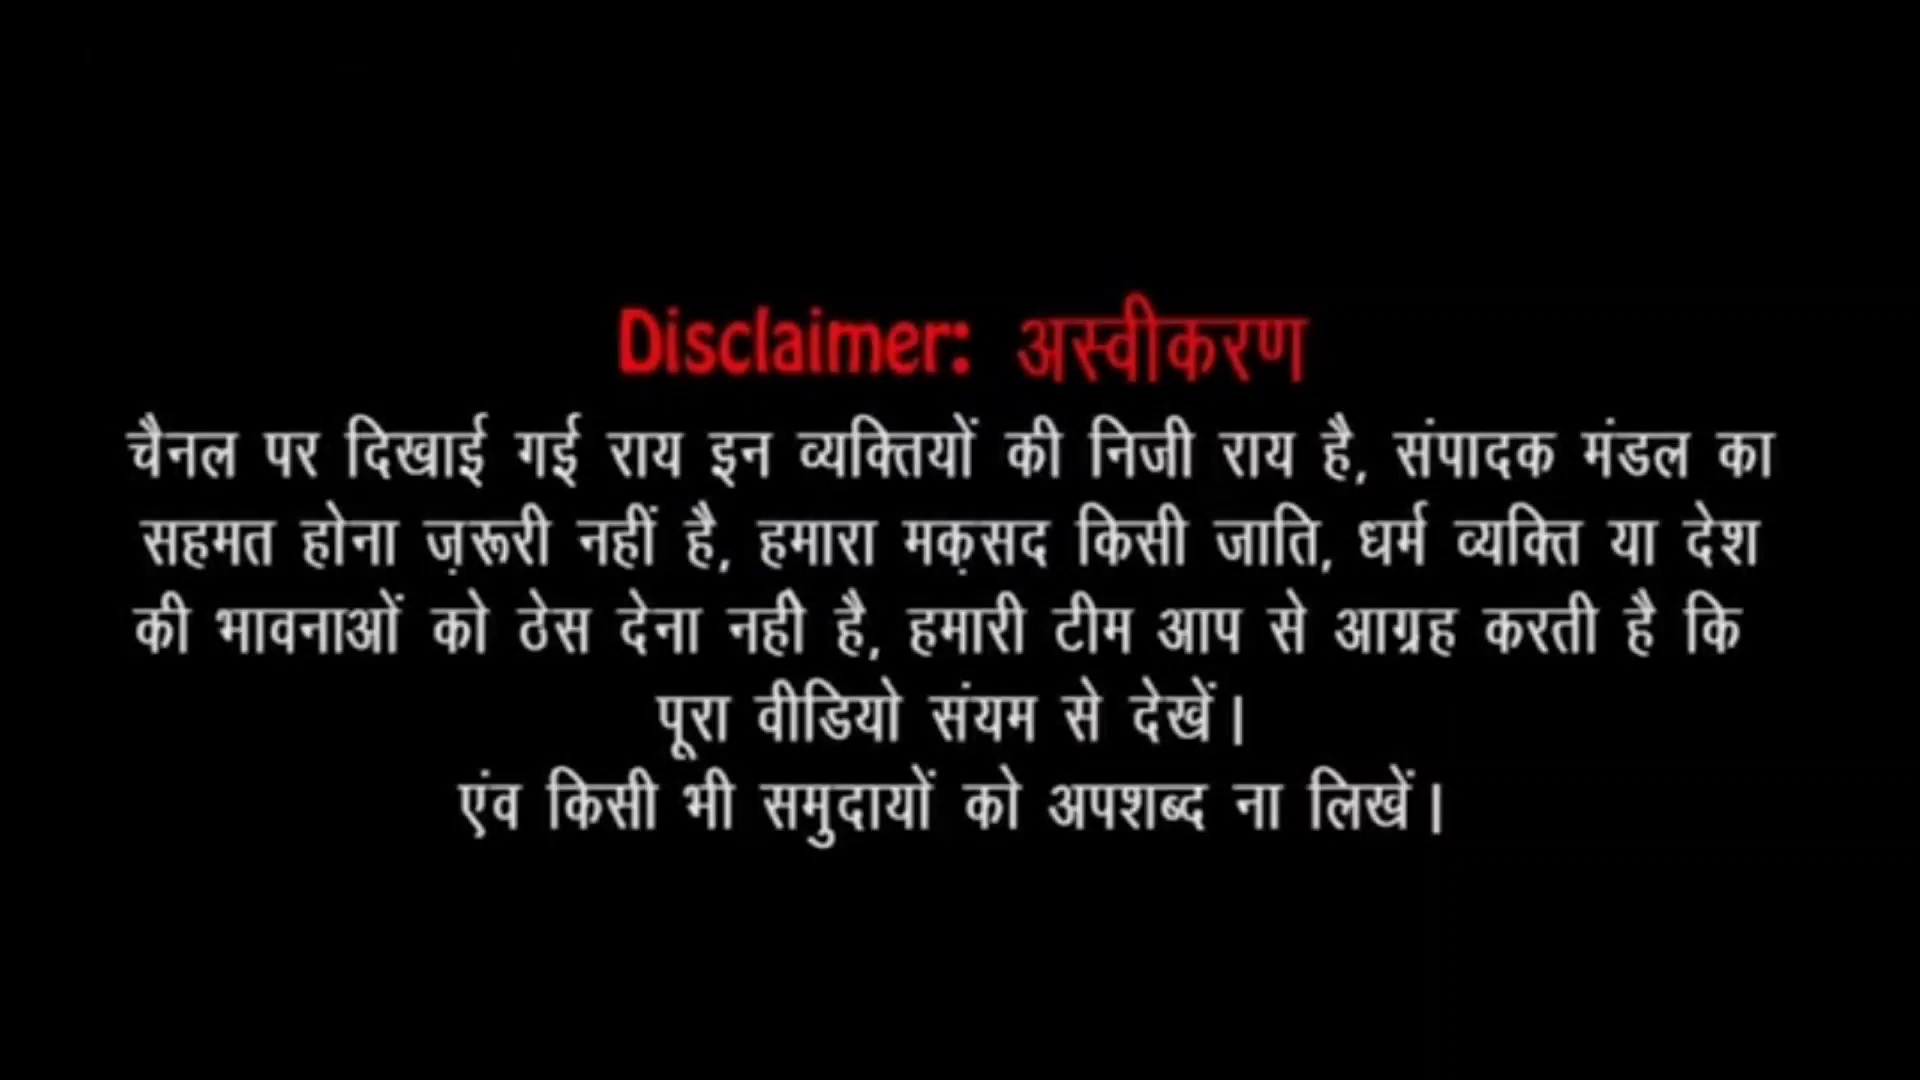 Disclaimer: अस्वीकरण
चैनल पर दिखाई गई राय इन व्यक्तियों की निजी राय है, संपादक मंडल का
सहमत होना ज़रूरी नहीं है, हमारा मक़सद किसी जाति, धर्म व्यक्ति या देश
की भावनाओं को ठेस देना नही है, हमारी टीम आप से आग्रह करती है कि
पूरा वीडियो संयम से देखें।
एंव किसी भी समुदायों को अपशब्द ना लिखें।